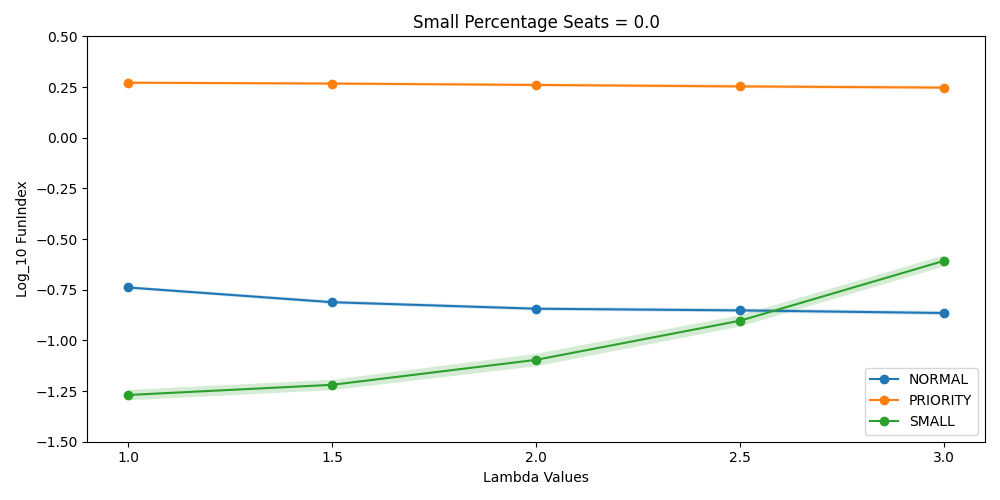 Small Percentage Seats = 0.0
0.50
0.25
0.00
−0.25
−0.50
−0.75
−1.00
−1.25
−1.50
Log_10 FunIndex
NORMAL
PRIORITY
SMALL
1.0 1.5 2.0 2.5 3.0
Lambda Values